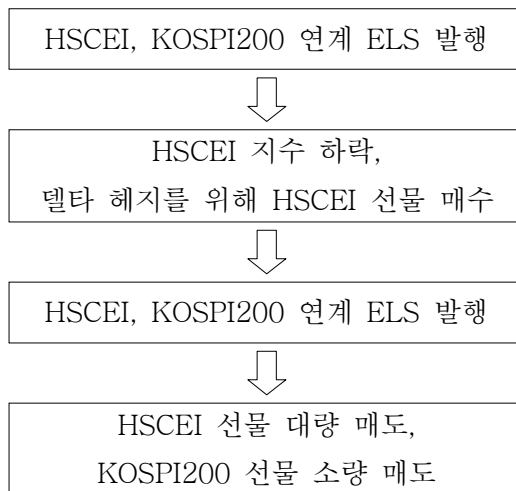 HSCEI, KOSPI200 연계 ELS 발행
HSCEI 지수 하락,
델타 헤지를 위해 HSCEI 선물 매수
HSCEI, KOSPI200 연계 ELS 발행
HSCEI 선물 대량 매도,
KOSPI200 선물 소량 매도